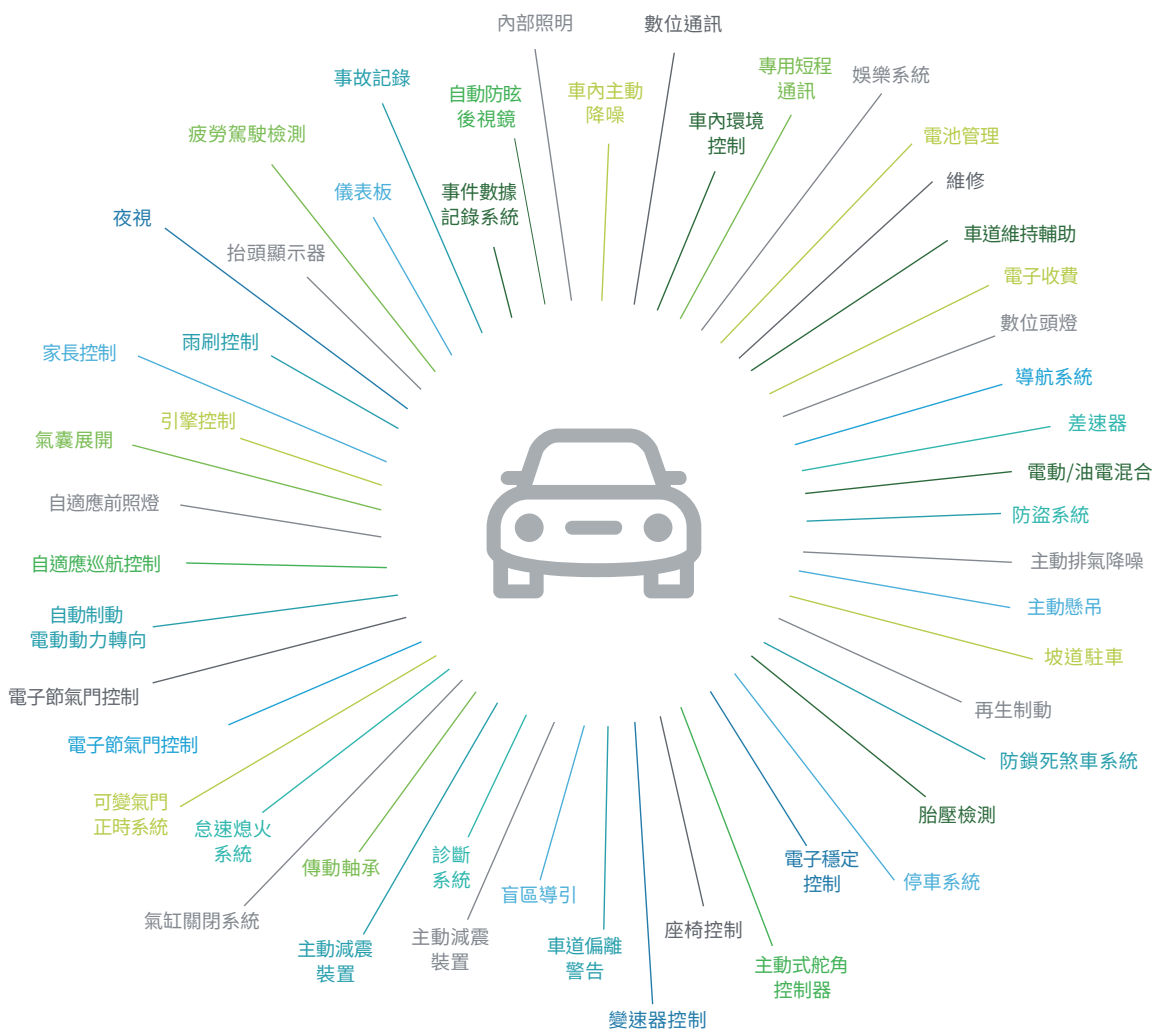 內部照明
數位通訊
專用短程
通訊
娛樂系統
事故記錄
自動防眩
後視鏡
車內主動
降噪
車內環境
控制
電池管理
疲勞駕駛檢測
儀表板
事件數據
記錄系統
維修
夜視
抬頭顯示器
車道維持輔助
電子收費
家長控制
雨刷控制
數位頭燈
導航系統
引擎控制
差速器
氣囊展開
電動/油電混合
自適應前照燈
防盜系統
自適應巡航控制
主動排氣降噪
自動制動
電動動力轉向
主動懸吊
坡道駐車
電子節氣門控制
再生制動
電子節氣門控制
防鎖死煞車系統
可變氣門
正時系統
怠速熄火
系統
胎壓檢測
傳動軸承
診斷
系統
盲區導引
電子穩定
控制
停車系統
氣缸關閉系統
主動減震
裝置
主動減震
裝置
車道偏離
警告
座椅控制
主動式舵角
控制器
變速器控制